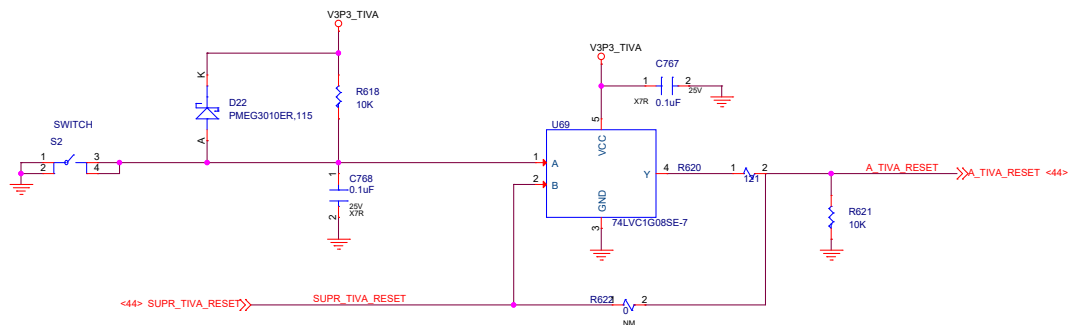 V3P3_TIVA
V3P3_TIVA
C767
1
2
X7R
25V
0.1uF
K
D22
PMEG3010ER,115
A
R618
10K
SWITCH
S2
1
2
3
4
U69
5
VCC
1
A
2
B
Y
4
GND
3
74LVC1G08SE-7
R620
1
2
121
A_TIVA_RESET
A_TIVA_RESET <44>
1
C768
0.1uF
25V
X7R
2
R621
10K
<44> SUPR_TIVA_RESET
SUPR_TIVA_RESET
R622
2
0
NM